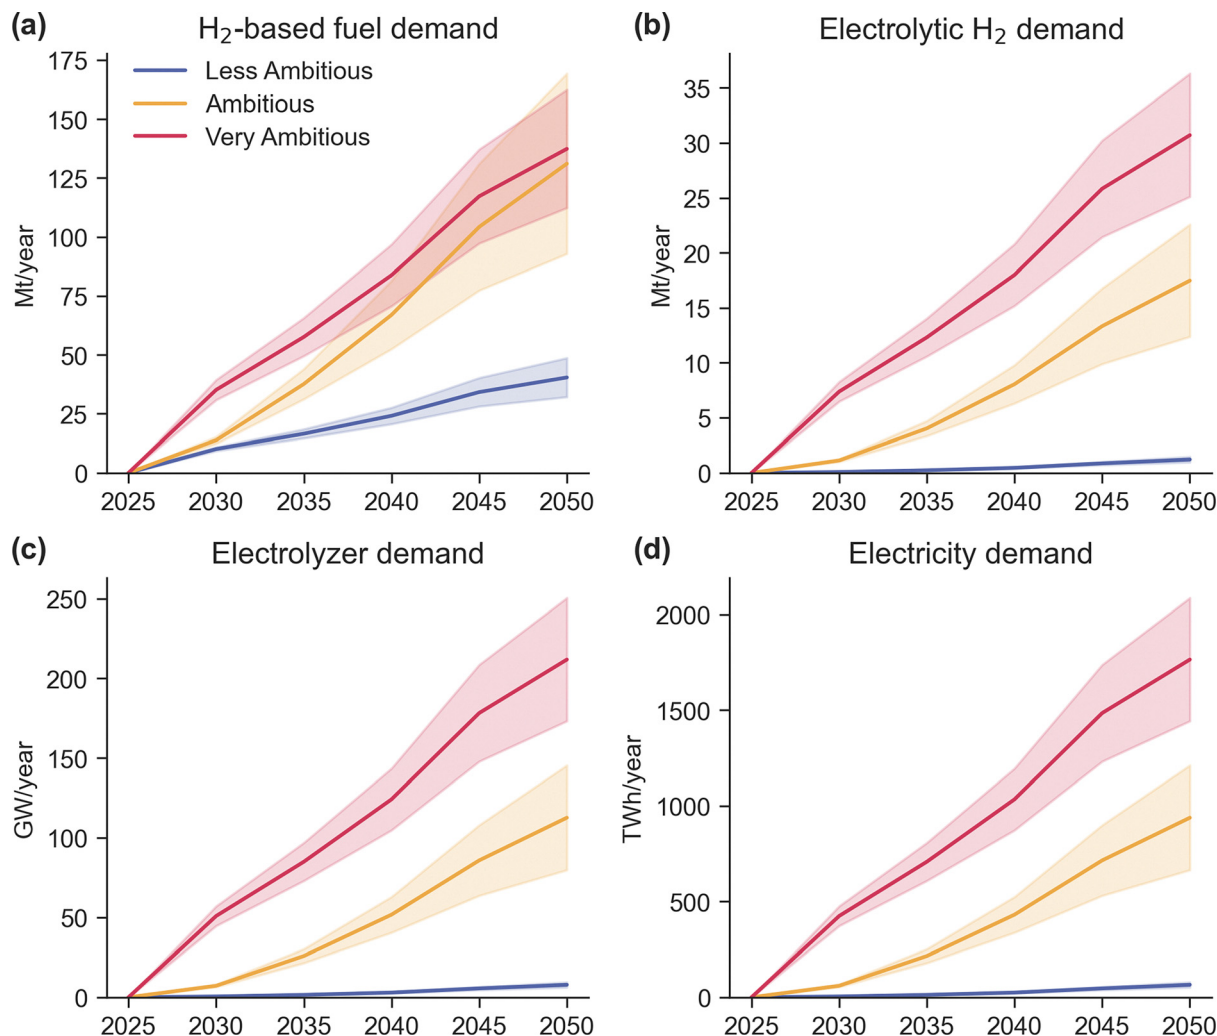 (a)
H₂-based fuel demand
175
150
125
100
75
50
25
0
Mt/year
Less Ambitious
Ambitious
Very Ambitious
2025 2030 2035 2040 2045 2050
(b)
Electrolytic H₂ demand
35
30
25
20
15
10
5
0
Mt/year
2025 2030 2035 2040 2045 2050
(c)
Electrolyzer demand
250
200
150
100
50
0
GW/year
2025 2030 2035 2040 2045 2050
(d)
Electricity demand
2000
1500
1000
500
0
TWh/year
2025 2030 2035 2040 2045 2050